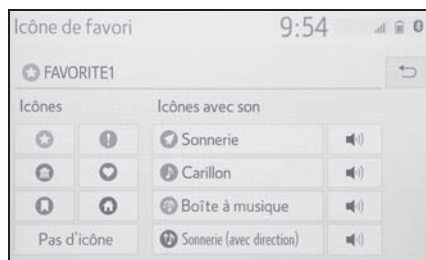 Icône de favori 9:54
FAVORITE1
Icônes Icônes avec son
Sonnerie
Carillon
Boîte à musique
Pas d'icône Sonnerie (avec direction)